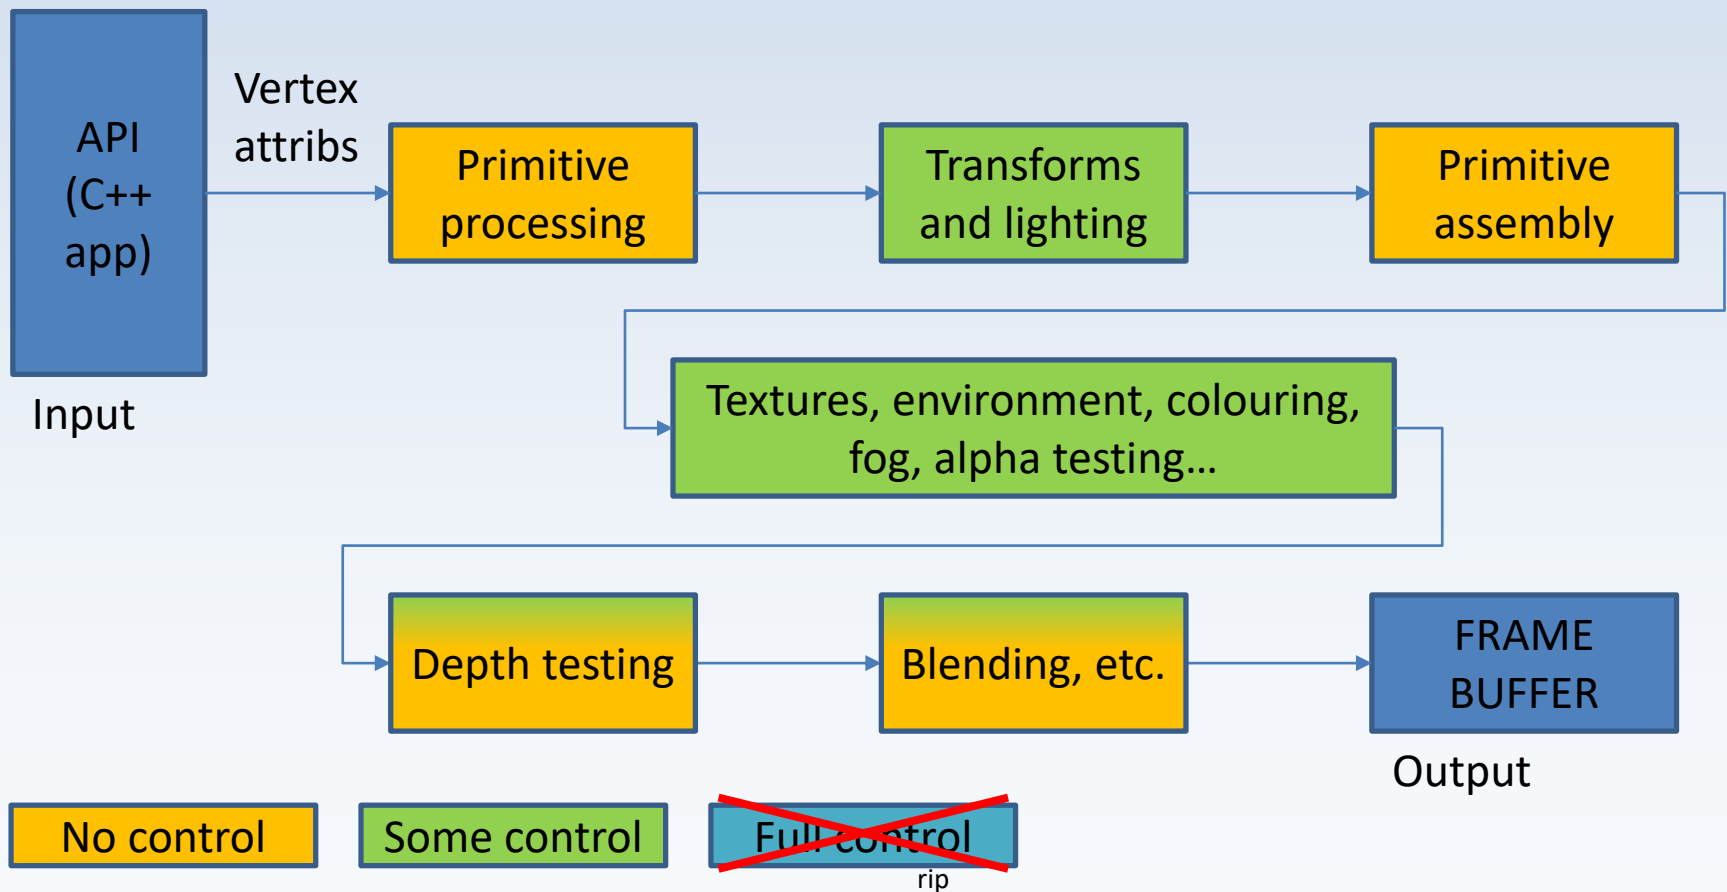 API
(C++
app)
Input
Vertex
attribs
Primitive
processing
Transforms
and lighting
Primitive
assembly
Textures, environment, colouring,
fog, alpha testing…
Depth testing
Blending, etc.
FRAME
BUFFER
Output
No control
Some control
Full control
rip